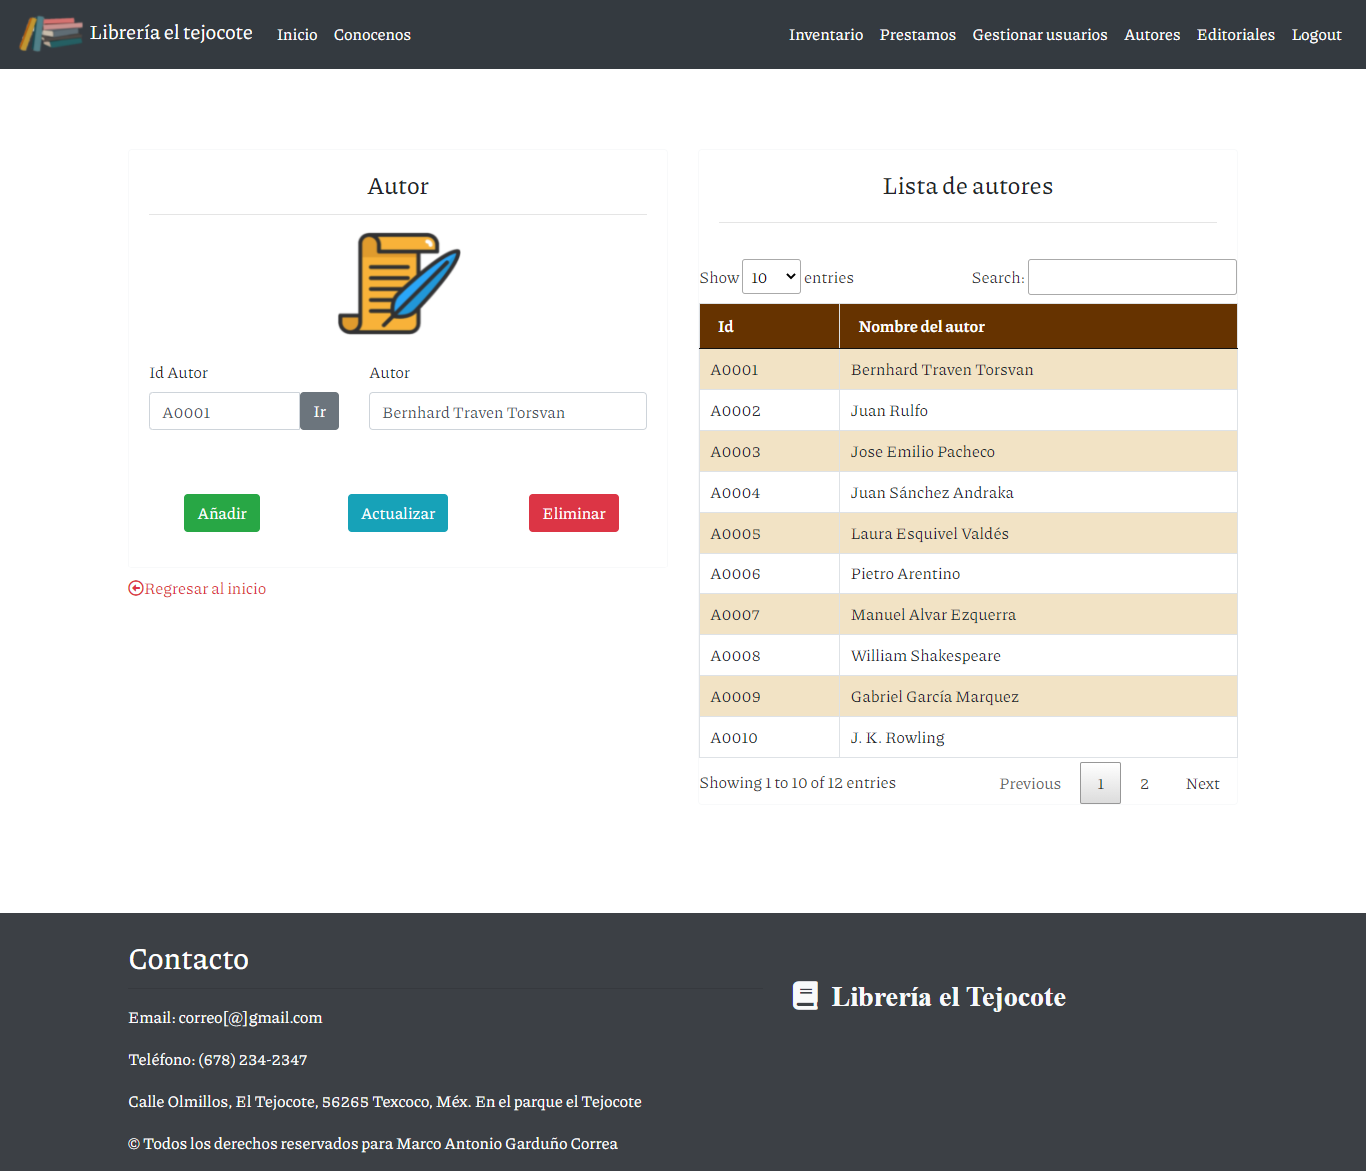 Librería el tejocote Inicio Conocenos Inventario Prestamos Gestionar usuarios Autores Editoriales Logout
Autor
Id Autor Autor
A0001 Ir Bernhard Traven Torsvan
Añadir Actualizar Eliminar
Regresar al inicio
Lista de autores
Show 10 entries Search:
Id Nombre del autor
A0001 Bernhard Traven Torsvan
A0002 Juan Rulfo
A0003 Jose Emilio Pacheco
A0004 Juan Sánchez Andraka
A0005 Laura Esquivel Valdés
A0006 Pietro Arentino
A0007 Manuel Alvar Ezquerra
A0008 William Shakespeare
A0009 Gabriel García Marquez
A0010 J. K. Rowling
Showing 1 to 10 of 12 entries Previous 1 2 Next
Contacto
Email: correo[@]gmail.com
Teléfono: (678) 234-2347
Calle Olmillos, El Tejocote, 56265 Texcoco, Méx. En el parque el Tejocote
© Todos los derechos reservados para Marco Antonio Garduño Correa
Librería el Tejocote